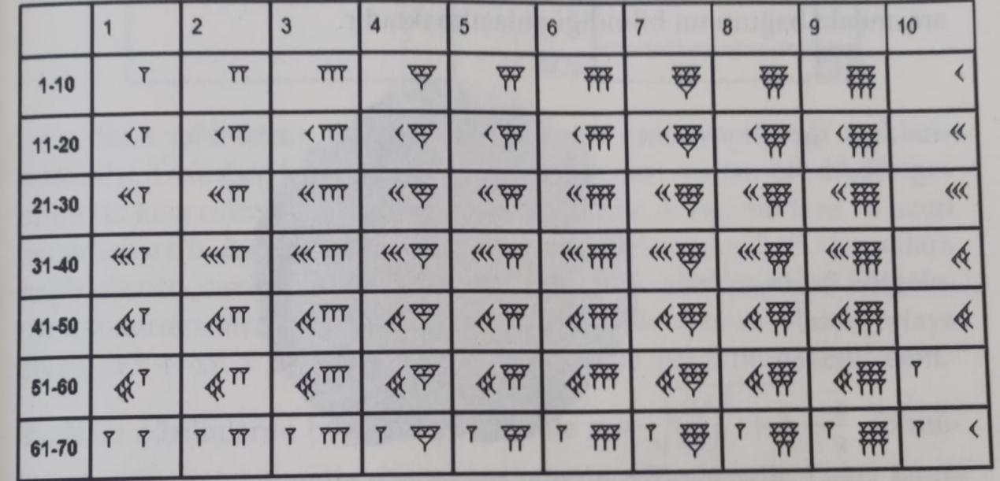 1 2 3 4 5 6 7 8 9 10
1-10 𒁹 𒈫 𒐈 𒐉 𒐊 𒐋 𒐌 𒐍 𒐎 𒌋
11-20 𒌋𒁹 𒌋𒈫 𒌋𒐈 𒌋𒐉 𒌋𒐊 𒌋𒐋 𒌋𒐌 𒌋𒐍 𒌋𒐎 𒎙
21-30 𒎙𒁹 𒎙𒈫 𒎙𒐈 𒎙𒐉 𒎙𒐊 𒎙𒐋 𒎙𒐌 𒎙𒐍 𒎙𒐎 𒌍
31-40 𒌍𒁹 𒌍𒈫 𒌍𒐈 𒌍𒐉 𒌍𒐊 𒌍𒐋 𒌍𒐌 𒌍𒐍 𒌍𒐎 𒐏
41-50 𒐏𒁹 𒐏𒈫 𒐏𒐈 𒐏𒐉 𒐏𒐊 𒐏𒐋 𒐏𒐌 𒐏𒐍 𒐏𒐎 𒐐
51-60 𒐐𒁹 𒐐𒈫 𒐐𒐈 𒐐𒐉 𒐐𒐊 𒐐𒐋 𒐐𒐌 𒐐𒐍 𒐐𒐎 𒁹
61-70 𒁹 𒁹 𒁹 𒈫 𒁹 𒐈 𒁹 𒐉 𒁹 𒐊 𒁹 𒐋 𒁹 𒐌 𒁹 𒐍 𒁹 𒐎 𒁹 𒌋